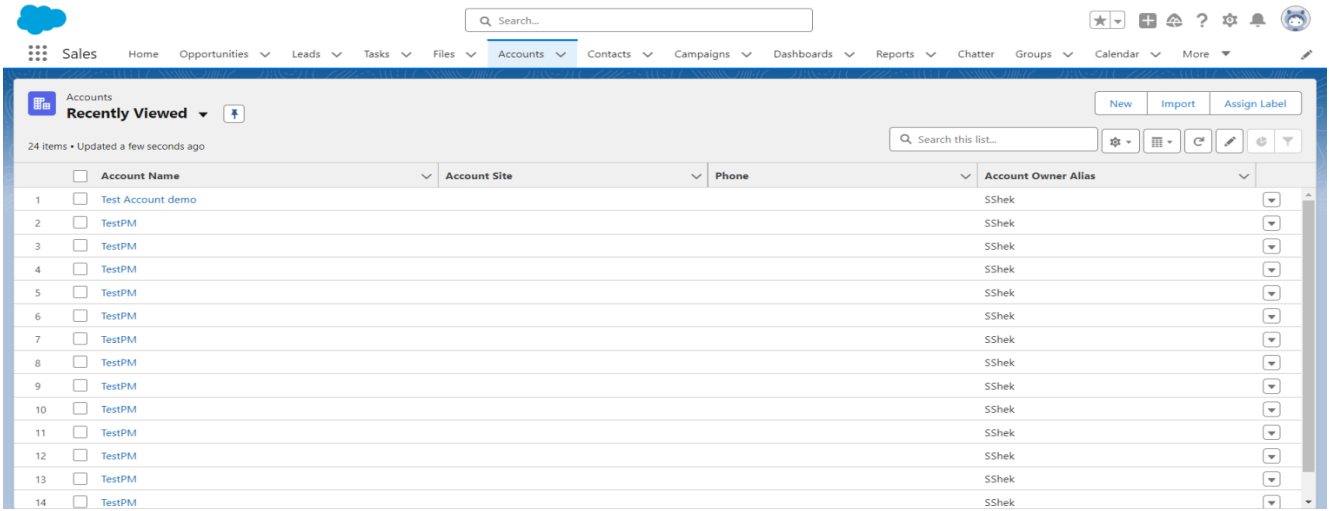 Search...
Sales Home Opportunities Leads Tasks Files Accounts Contacts Campaigns Dashboards Reports Chatter Groups Calendar More
Accounts
Recently Viewed
New Import Assign Label
24 items • Updated a few seconds ago
Search this list...
Account Name Account Site Phone Account Owner Alias
1 Test Account demo SShek
2 TestPM SShek
3 TestPM SShek
4 TestPM SShek
5 TestPM SShek
6 TestPM SShek
7 TestPM SShek
8 TestPM SShek
9 TestPM SShek
10 TestPM SShek
11 TestPM SShek
12 TestPM SShek
13 TestPM SShek
14 TestPM SShek